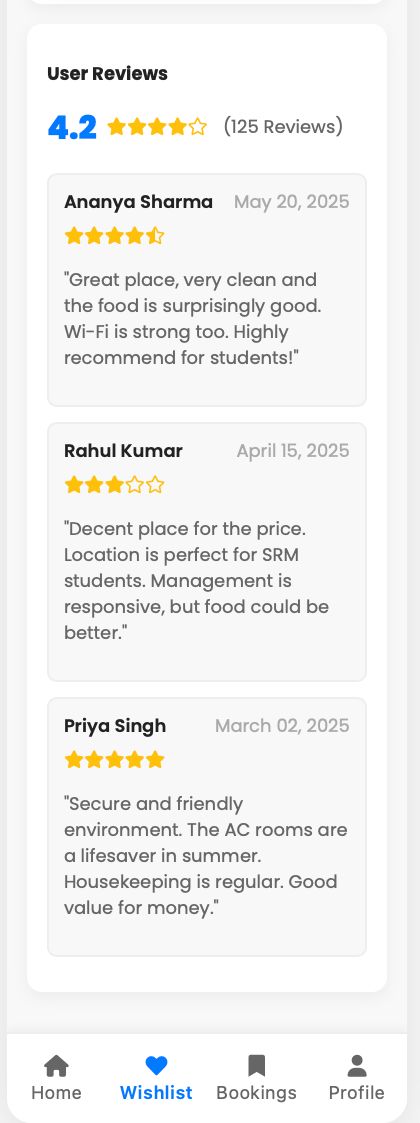 User Reviews
4.2 (125 Reviews)
Ananya Sharma May 20, 2025
"Great place, very clean and
the food is surprisingly good.
Wi-Fi is strong too. Highly
recommend for students!"
Rahul Kumar April 15, 2025
"Decent place for the price.
Location is perfect for SRM
students. Management is
responsive, but food could be
better."
Priya Singh March 02, 2025
"Secure and friendly
environment. The AC rooms are
a lifesaver in summer.
Housekeeping is regular. Good
value for money."
Home Wishlist Bookings Profile